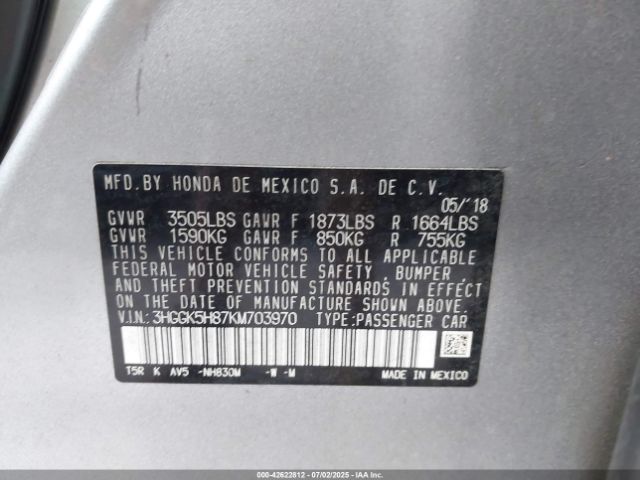 MFD.BY HONDA DE MEXICO S.A. DE C.V.
05/'18
GVWR 3505LBS GAWR F 1873LBS R 1664LBS
GVWR 1590KG GAWR F 850KG R 755KG
THIS VEHICLE CONFORMS TO ALL APPLICABLE
FEDERAL MOTOR VEHICLE SAFETY, BUMPER
AND THEFT PREVENTION STANDARDS IN EFFECT
ON THE DATE OF MANUFACTURE SHOWN ABOVE.
V.I.N.: 3HGGK5H87KM703970 TYPE:PASSENGER CAR
T5R K AV5 -NH830M -W -M MADE IN MEXICO
000-42622812 - 07/02/2025 - IAAI.COM